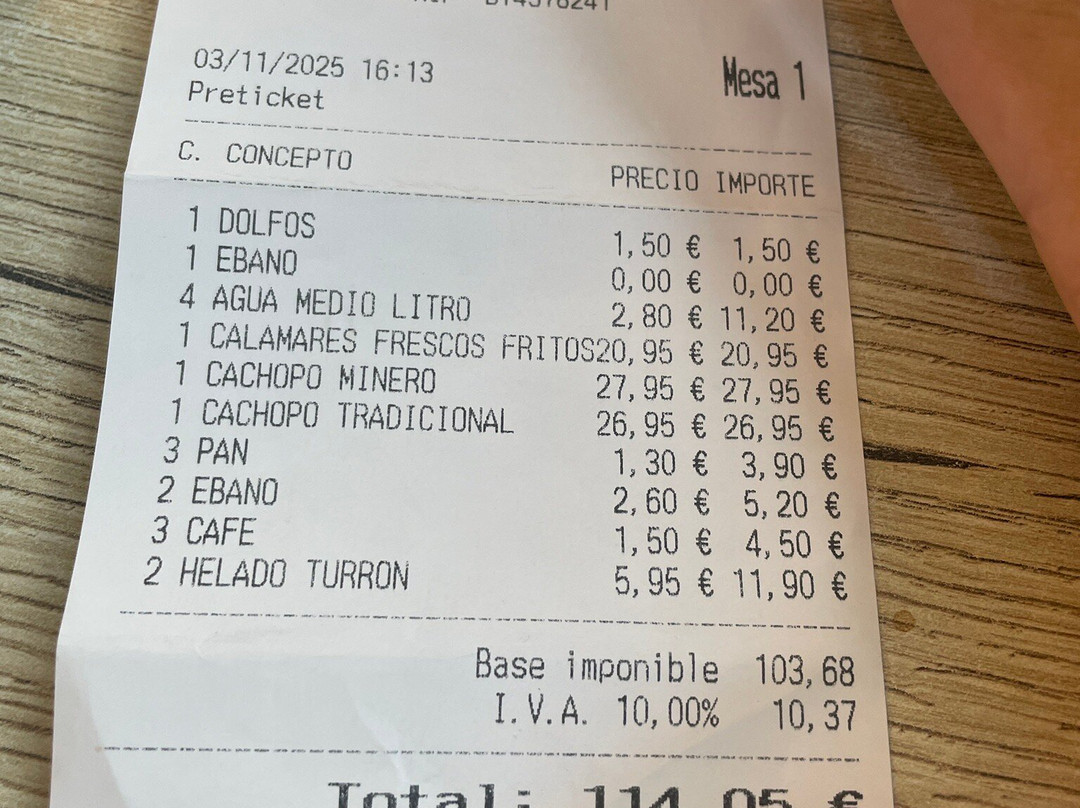 03/11/2025 16:13
Mesa 1
Preticket
C. CONCEPTO PRECIO IMPORTE
1 DOLFOS 1,50 € 1,50 €
1 EBANO 0,00 € 0,00 €
4 AGUA MEDIO LITRO 2,80 € 11,20 €
1 CALAMARES FRESCOS FRITOS20,95 € 20,95 €
1 CACHOPO MINERO 27,95 € 27,95 €
1 CACHOPO TRADICIONAL 26,95 € 26,95 €
3 PAN 1,30 € 3,90 €
2 EBANO 2,60 € 5,20 €
3 CAFE 1,50 € 4,50 €
2 HELADO TURRON 5,95 € 11,90 €
Base imponible 103,68
I.V.A. 10,00% 10,37
Total: 114,05 €